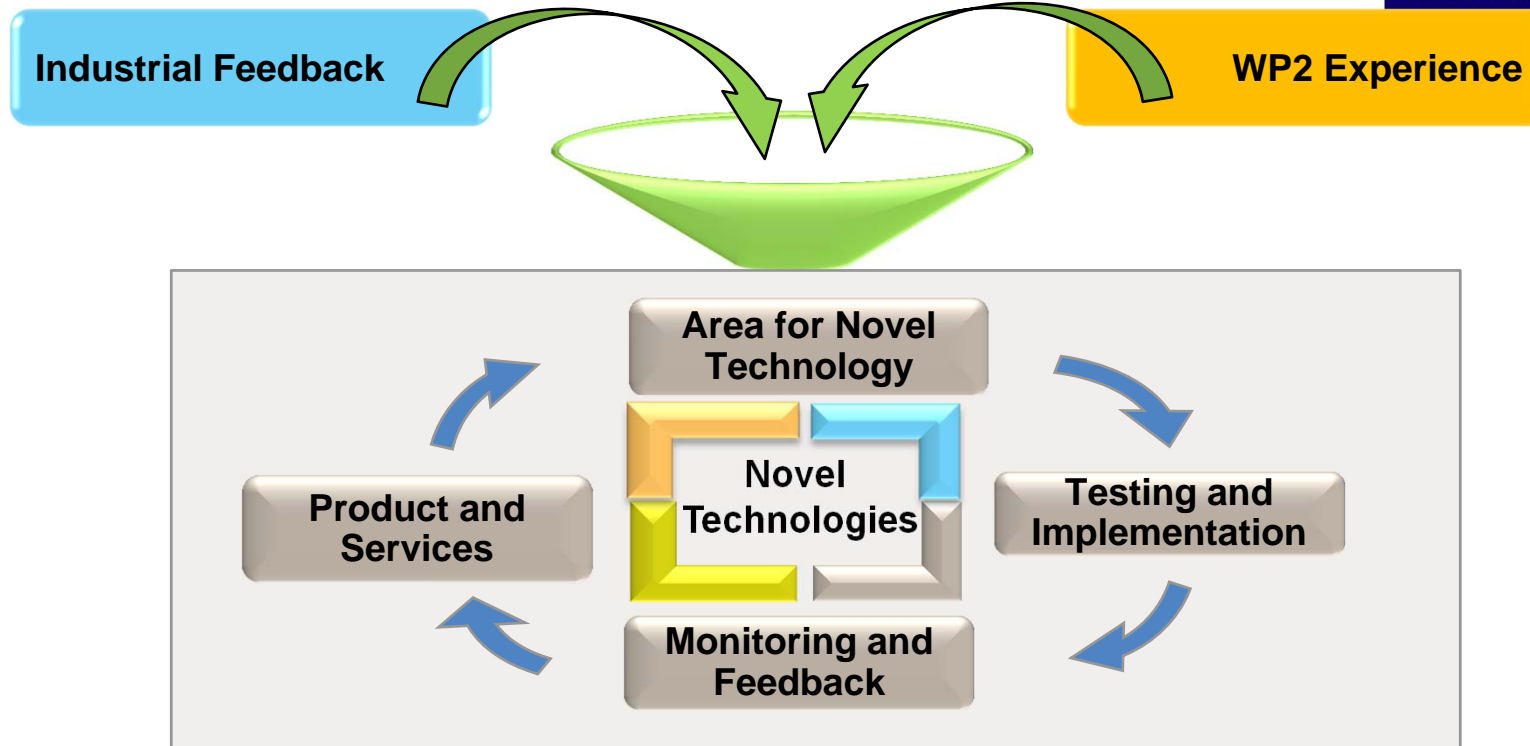 Industrial Feedback
WP2 Experience
Area for Novel
Technology
Novel
Technologies
Product and
Services
Testing and
Implementation
Monitoring and
Feedback